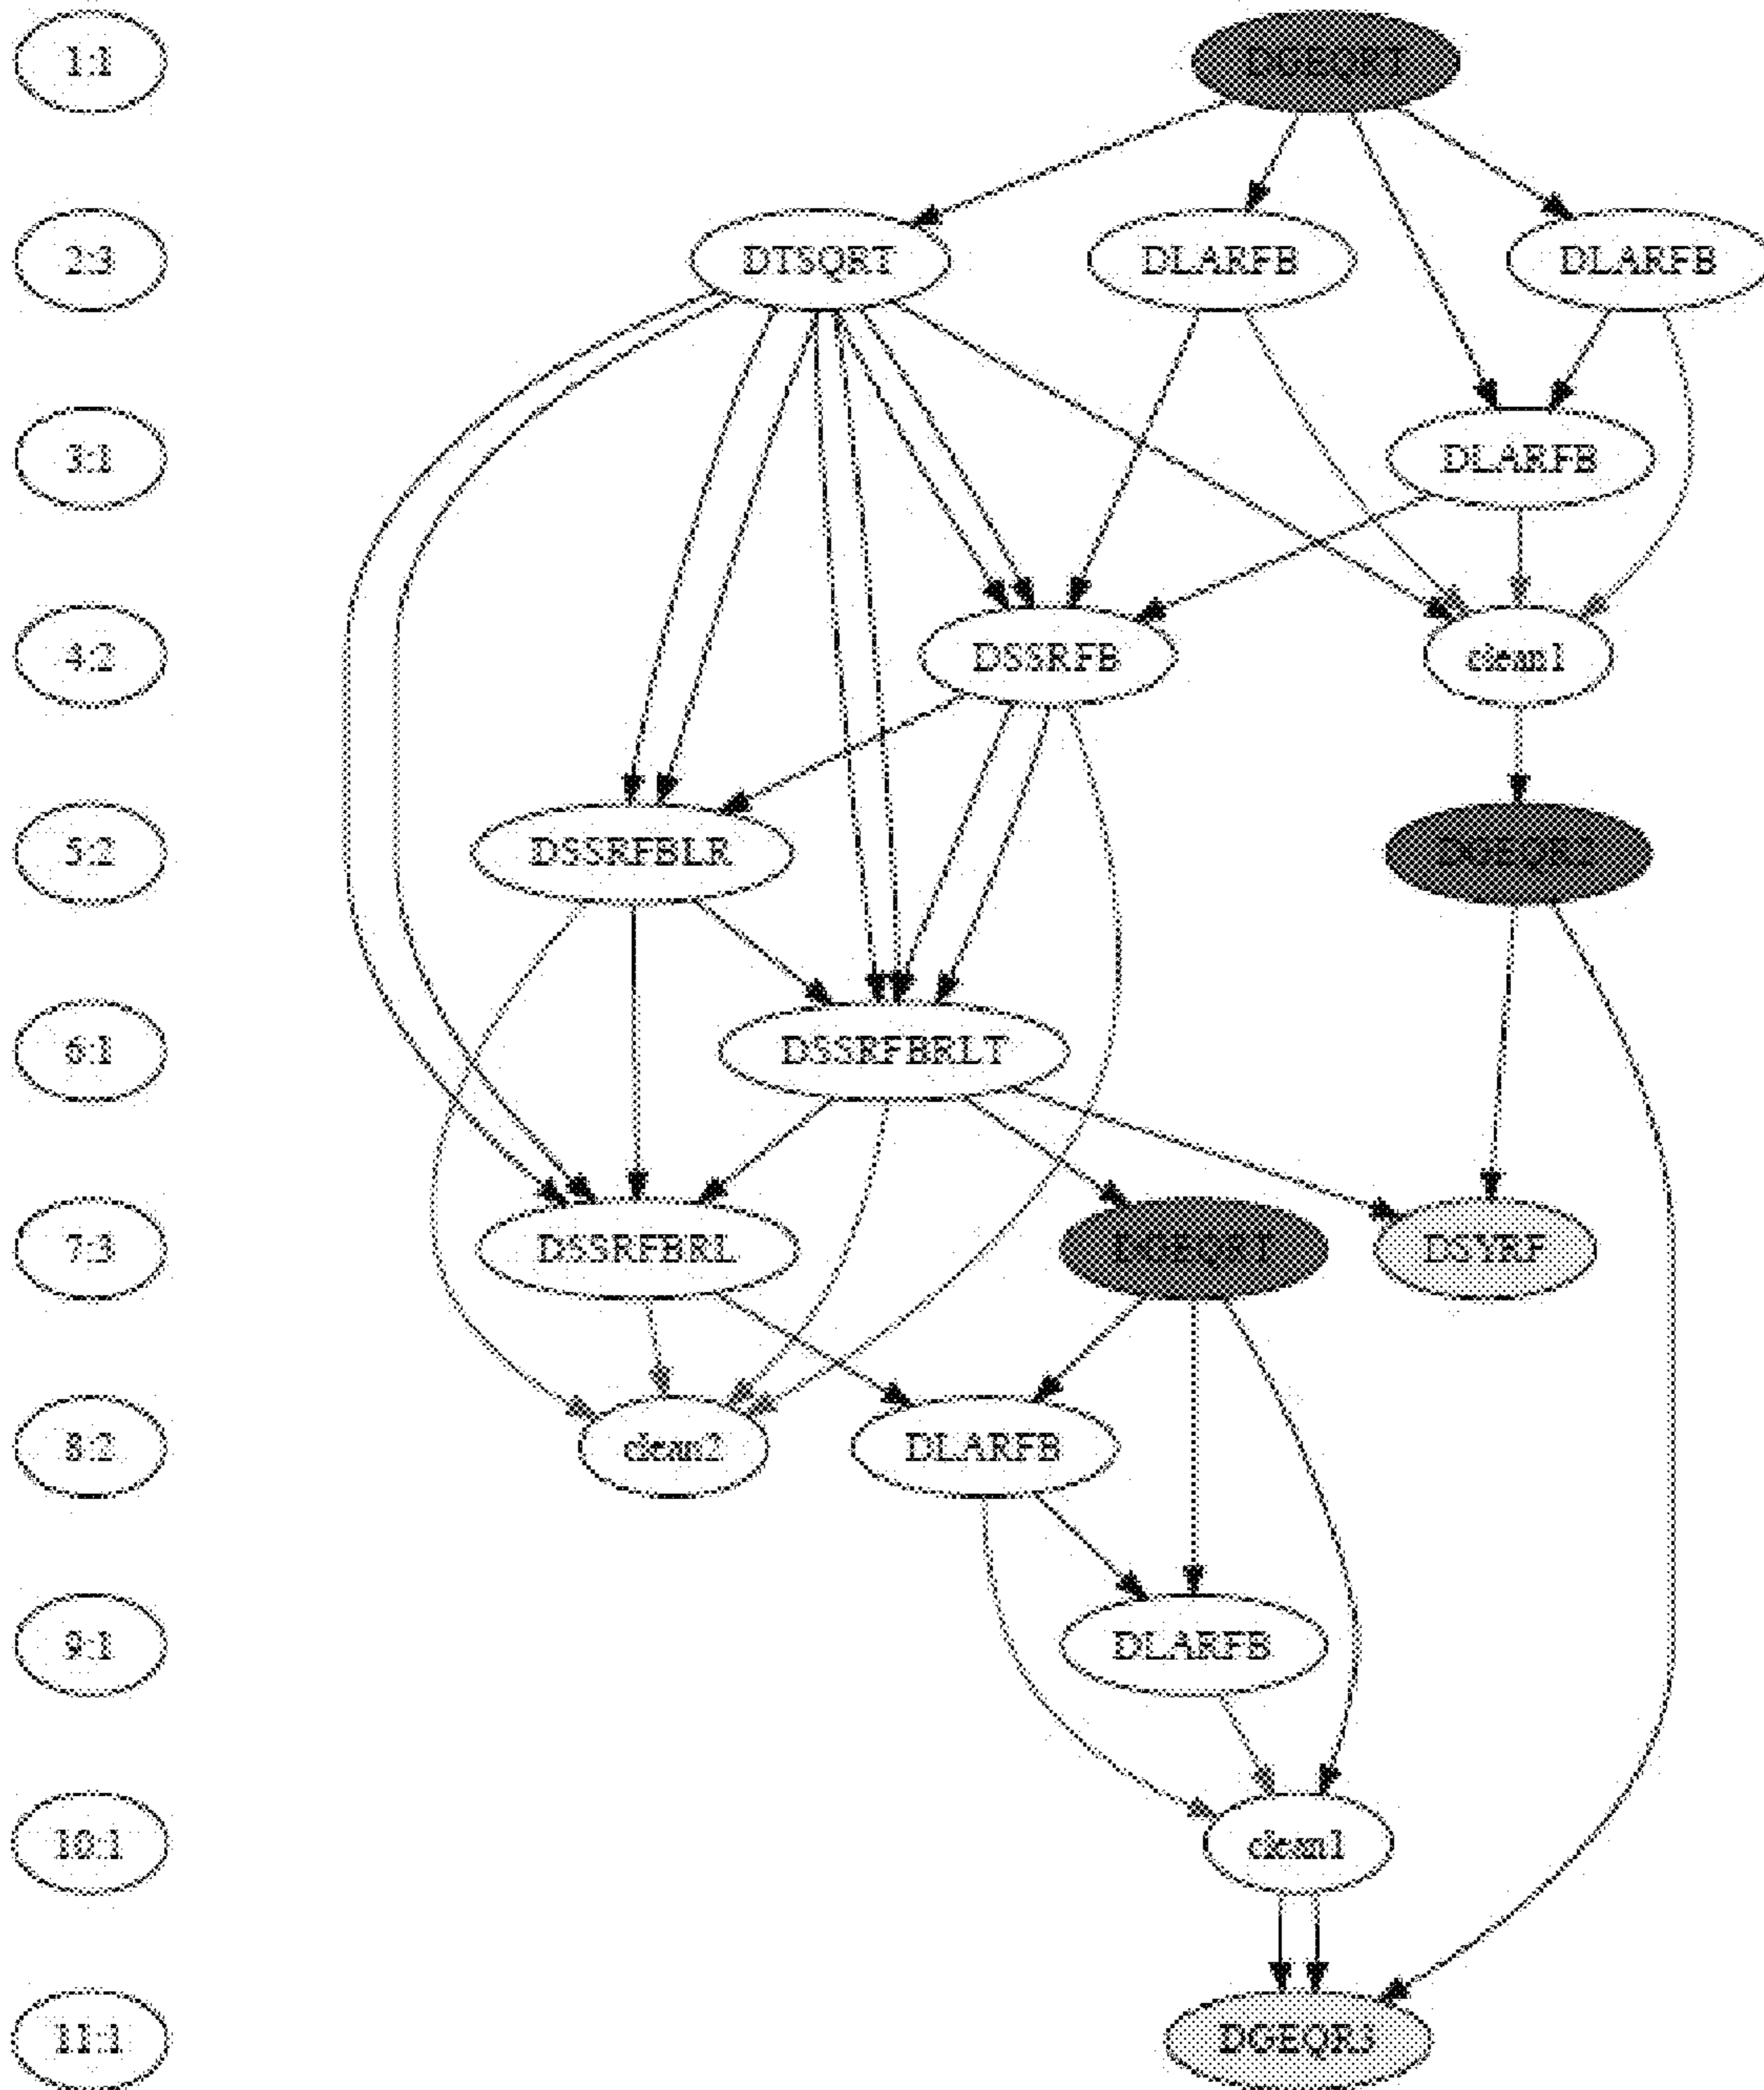 1:1 DGEQRT
2:3 DTSQRT DLARFB DLARFB
3:1 DLARFB
4:2 DSSRFB clean1
5:2 DSSRFBLR DGEQR2
6:1 DSSRFBRLT
7:3 DSSRFBRL DGEQRT DSYRF
8:2 clean2 DLARFB
9:1 DLARFB
10:1 clean1
11:1 DGEQR3